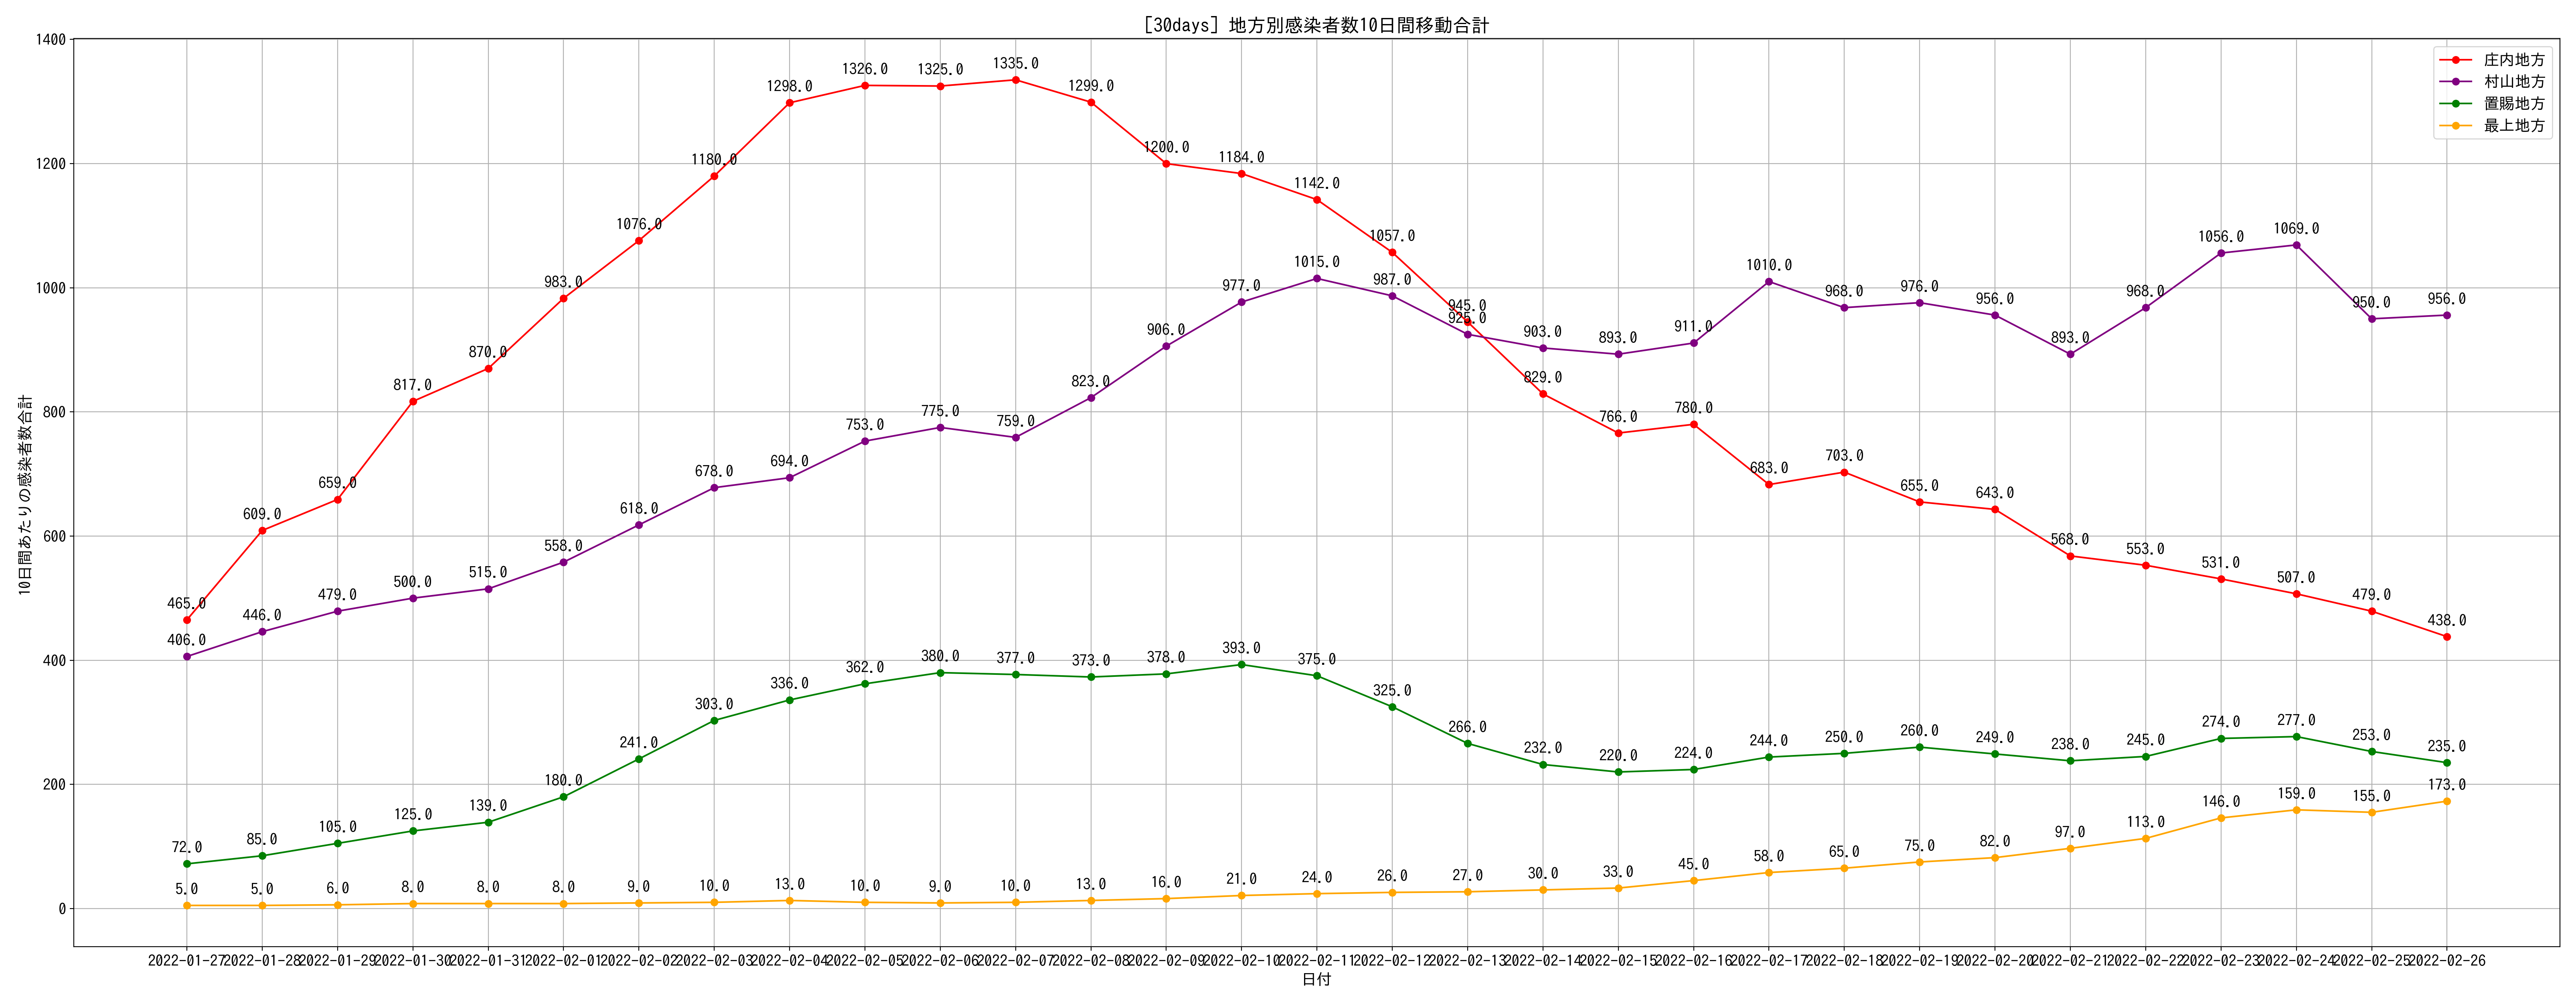 [30days] 地方別感染者数10日間移動合計
庄内地方
村山地方
置賜地方
最上地方
10日間あたりの感染者数合計
1400
1200
1000
800
600
400
200
0
465.0 609.0 659.0 817.0 870.0 983.0 1076.0 1180.0 1298.0 1326.0 1325.0 1335.0 1299.0 1200.0 1184.0 1142.0 1057.0 945.0 829.0 766.0 780.0 683.0 703.0 655.0 643.0 568.0 553.0 531.0 507.0 479.0 438.0
406.0 446.0 479.0 500.0 515.0 558.0 618.0 678.0 694.0 753.0 775.0 759.0 823.0 906.0 977.0 1015.0 987.0 925.0 903.0 893.0 911.0 1010.0 968.0 976.0 956.0 893.0 968.0 1056.0 1069.0 950.0 956.0
72.0 85.0 105.0 125.0 139.0 180.0 241.0 303.0 336.0 362.0 380.0 377.0 373.0 378.0 393.0 375.0 325.0 266.0 232.0 220.0 224.0 244.0 250.0 260.0 249.0 238.0 245.0 274.0 277.0 253.0 235.0
5.0 5.0 6.0 8.0 8.0 8.0 9.0 10.0 13.0 10.0 9.0 10.0 13.0 16.0 21.0 24.0 26.0 27.0 30.0 33.0 45.0 58.0 65.0 75.0 82.0 97.0 113.0 146.0 159.0 155.0 173.0
2022-01-27 2022-01-28 2022-01-29 2022-01-30 2022-01-31 2022-02-01 2022-02-02 2022-02-03 2022-02-04 2022-02-05 2022-02-06 2022-02-07 2022-02-08 2022-02-09 2022-02-10 2022-02-11 2022-02-12 2022-02-13 2022-02-14 2022-02-15 2022-02-16 2022-02-17 2022-02-18 2022-02-19 2022-02-20 2022-02-21 2022-02-22 2022-02-23 2022-02-24 2022-02-25 2022-02-26
日付